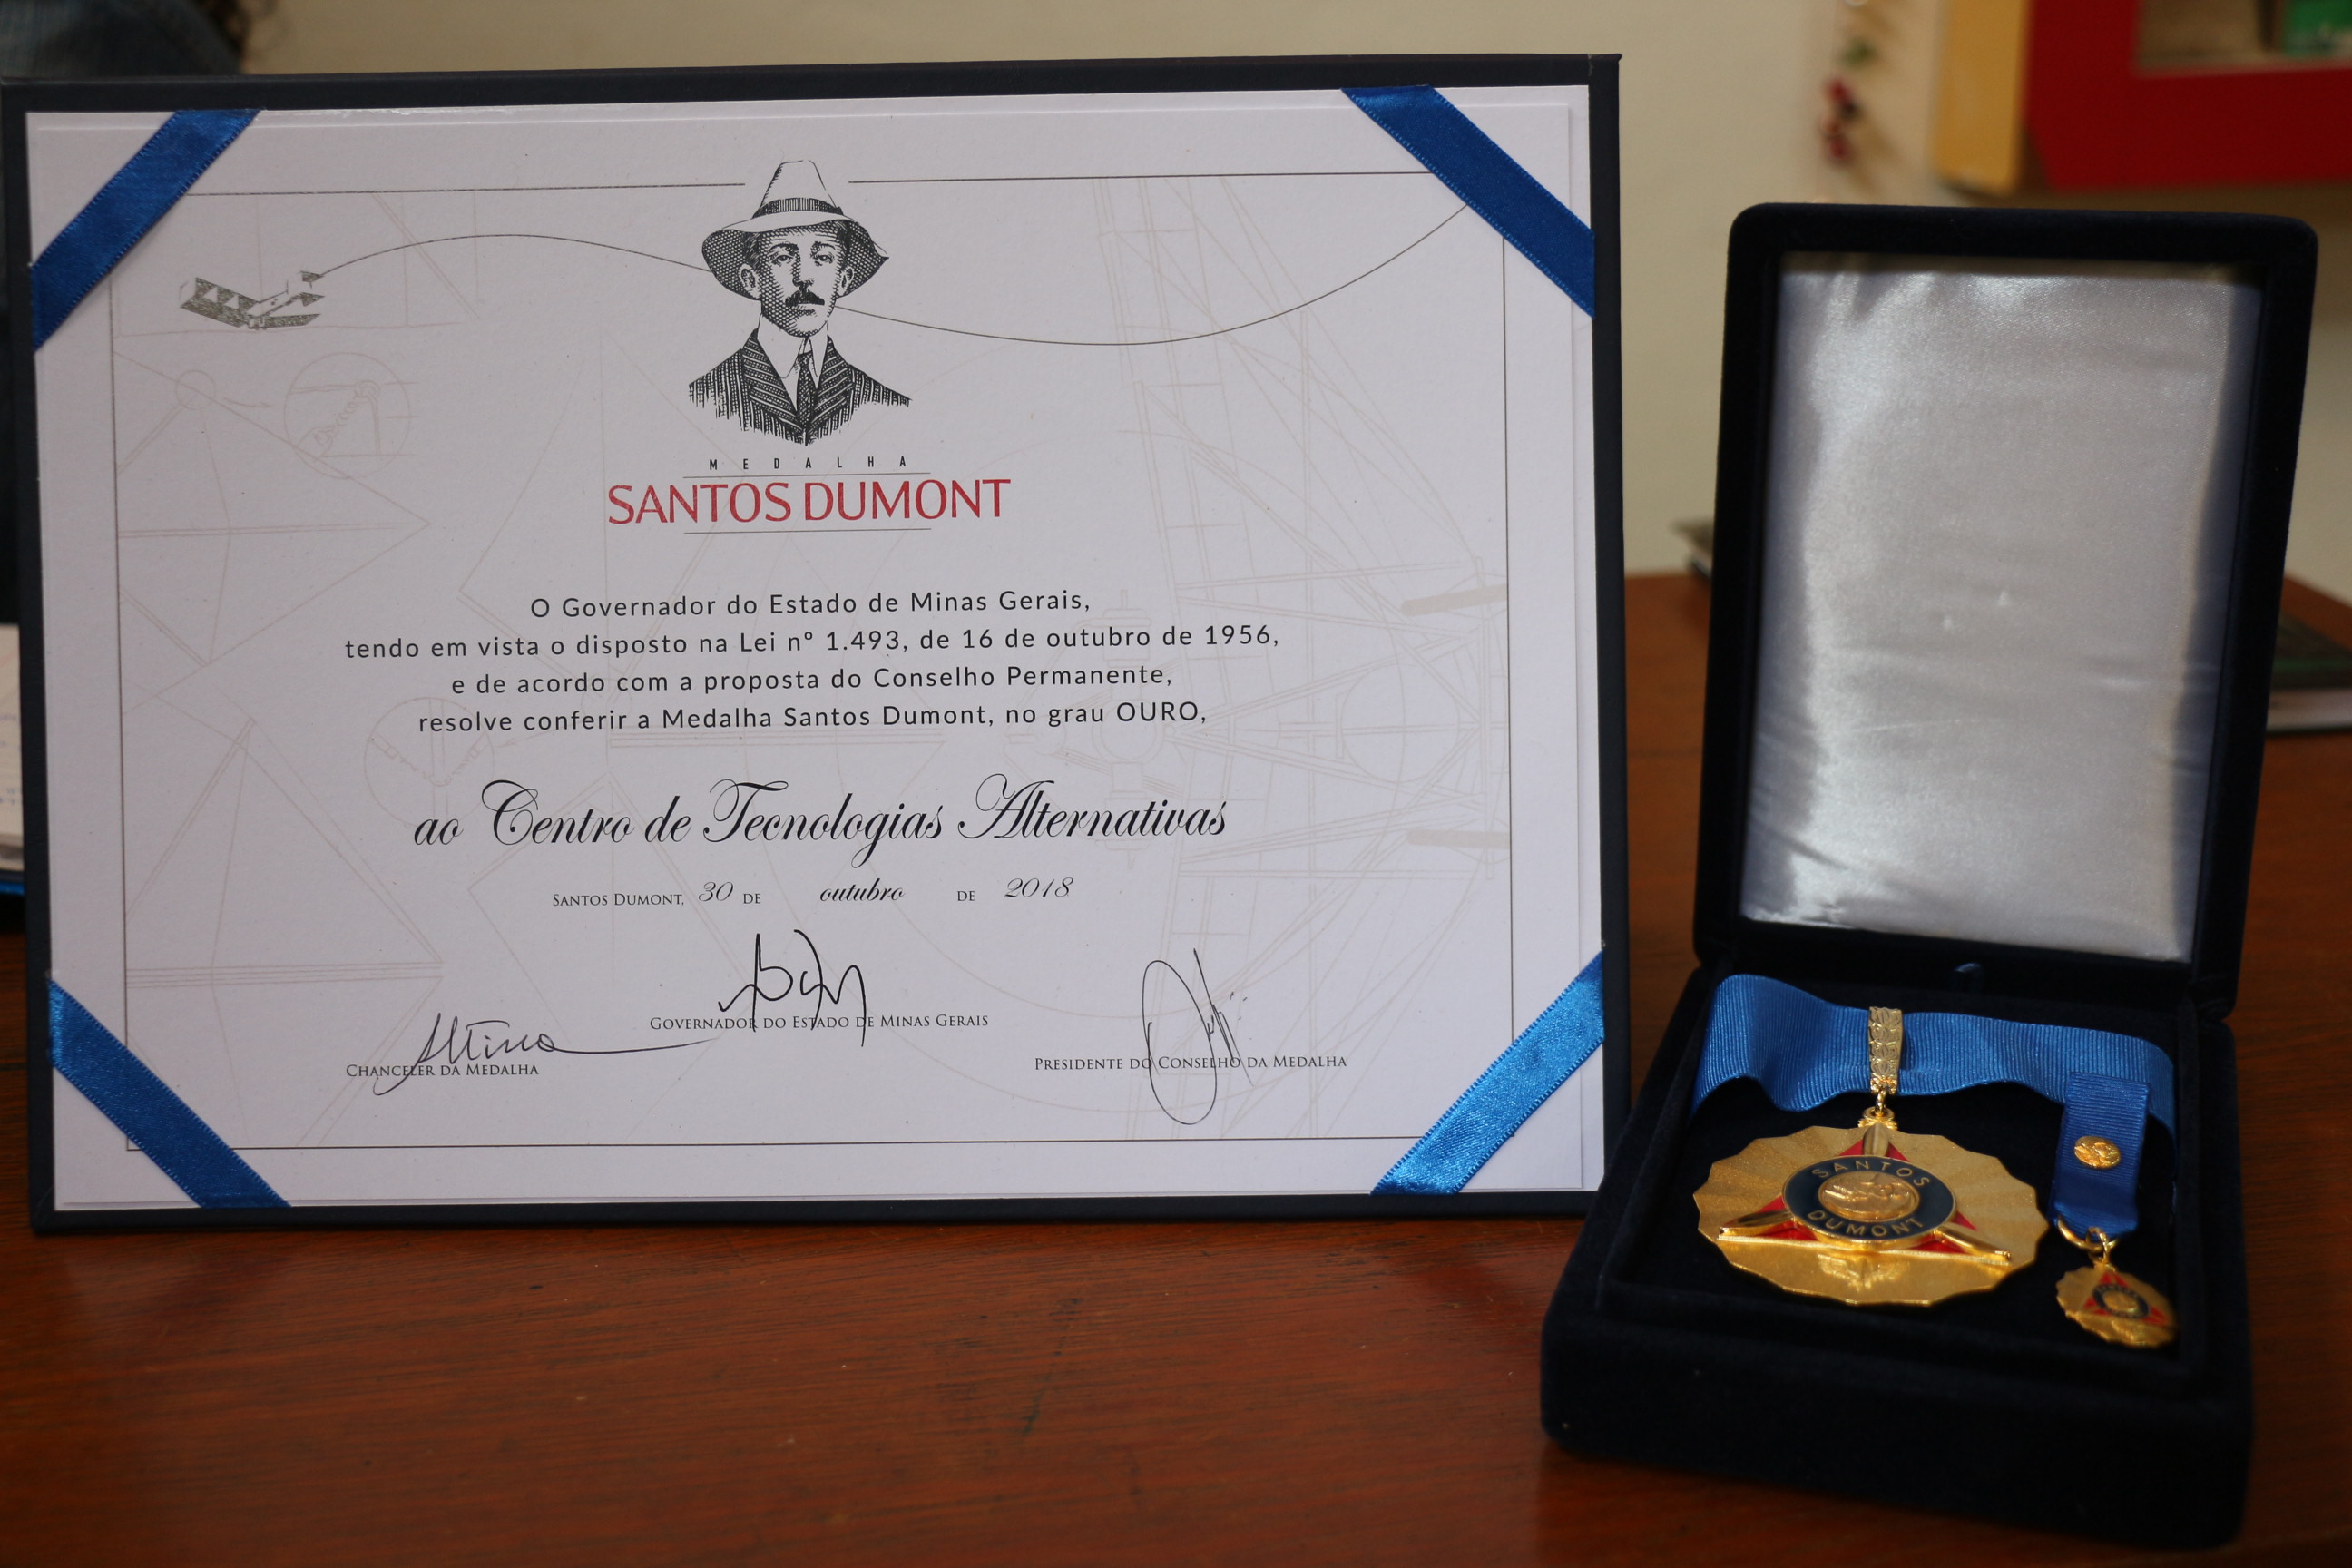 MEDALHA
SANTOS DUMONT
O Governador do Estado de Minas Gerais,
tendo em vista o disposto na Lei nº 1.493, de 16 de outubro de 1956,
e de acordo com a proposta do Conselho Permanente,
resolve conferir a Medalha Santos Dumont, no grau OURO,
ao Centro de Tecnologias Alternativas
SANTOS DUMONT, 30 DE outubro DE 2018
GOVERNADOR DO ESTADO DE MINAS GERAIS
CHANCELER DA MEDALHA
PRESIDENTE DO CONSELHO DA MEDALHA
SANTOS
DUMONT